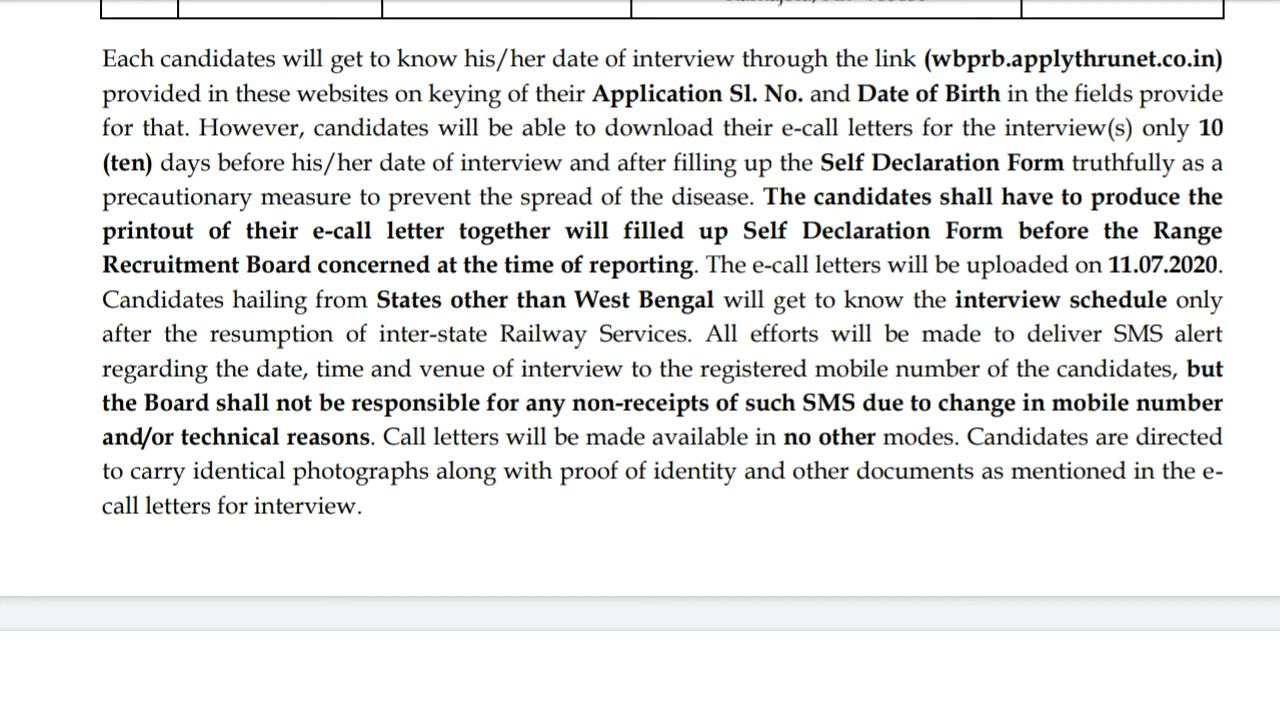 Each candidates will get to know his/her date of interview through the link (wbprb.applythrunet.co.in)
provided in these websites on keying of their Application Sl. No. and Date of Birth in the fields provide
for that. However, candidates will be able to download their e-call letters for the interview(s) only 10
(ten) days before his/her date of interview and after filling up the Self Declaration Form truthfully as a
precautionary measure to prevent the spread of the disease. The candidates shall have to produce the
printout of their e-call letter together will filled up Self Declaration Form before the Range
Recruitment Board concerned at the time of reporting. The e-call letters will be uploaded on 11.07.2020.
Candidates hailing from States other than West Bengal will get to know the interview schedule only
after the resumption of inter-state Railway Services. All efforts will be made to deliver SMS alert
regarding the date, time and venue of interview to the registered mobile number of the candidates, but
the Board shall not be responsible for any non-receipts of such SMS due to change in mobile number
and/or technical reasons. Call letters will be made available in no other modes. Candidates are directed
to carry identical photographs along with proof of identity and other documents as mentioned in the e-
call letters for interview.